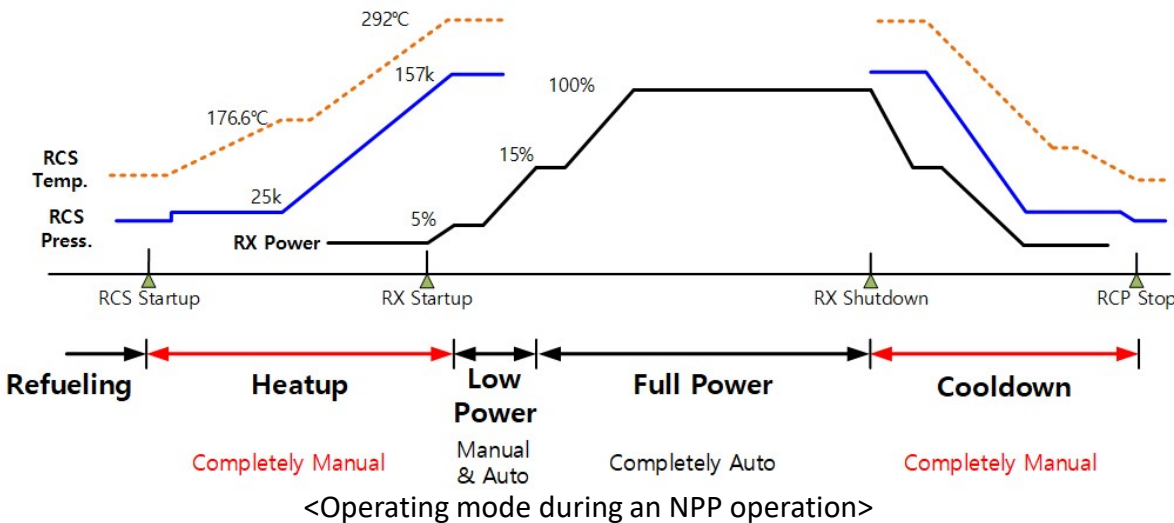 292℃
157k
100%
176.6℃
15%
RCS
Temp.
25k
RCS
Press.
5%
RX Power
RCS Startup
RX Startup
RX Shutdown
RCP Stop
Refueling
Heatup
Low
Power
Full Power
Cooldown
Completely Manual
Manual
& Auto
Completely Auto
Completely Manual
<Operating mode during an NPP operation>